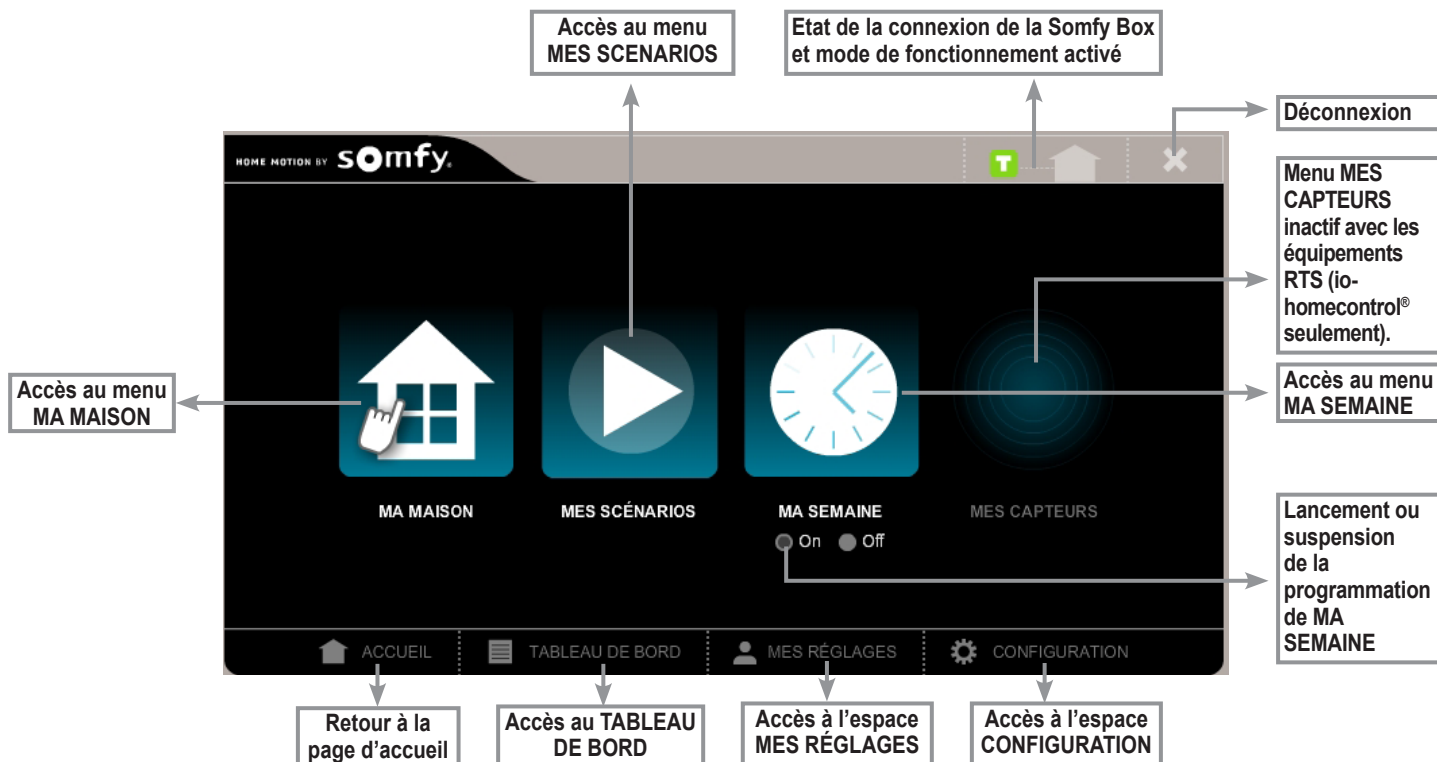 Accès au menu
MES SCENARIOS
Etat de la connexion de la Somfy Box
et mode de fonctionnement activé
Déconnexion
HOME MOTION BY somfy.
T
Menu MES
CAPTEURS
inactif avec les
équipements
RTS (io-
homecontrol®
seulement).
Accès au menu
MA MAISON
Accès au menu
MA SEMAINE
MA MAISON
MES SCÉNARIOS
MA SEMAINE
MES CAPTEURS
On Off
Lancement ou
suspension
de la
programmation
de MA
SEMAINE
ACCUEIL
TABLEAU DE BORD
MES RÉGLAGES
CONFIGURATION
Retour à la
page d’accueil
Accès au TABLEAU
DE BORD
Accès à l’espace
MES RÉGLAGES
Accès à l’espace
CONFIGURATION